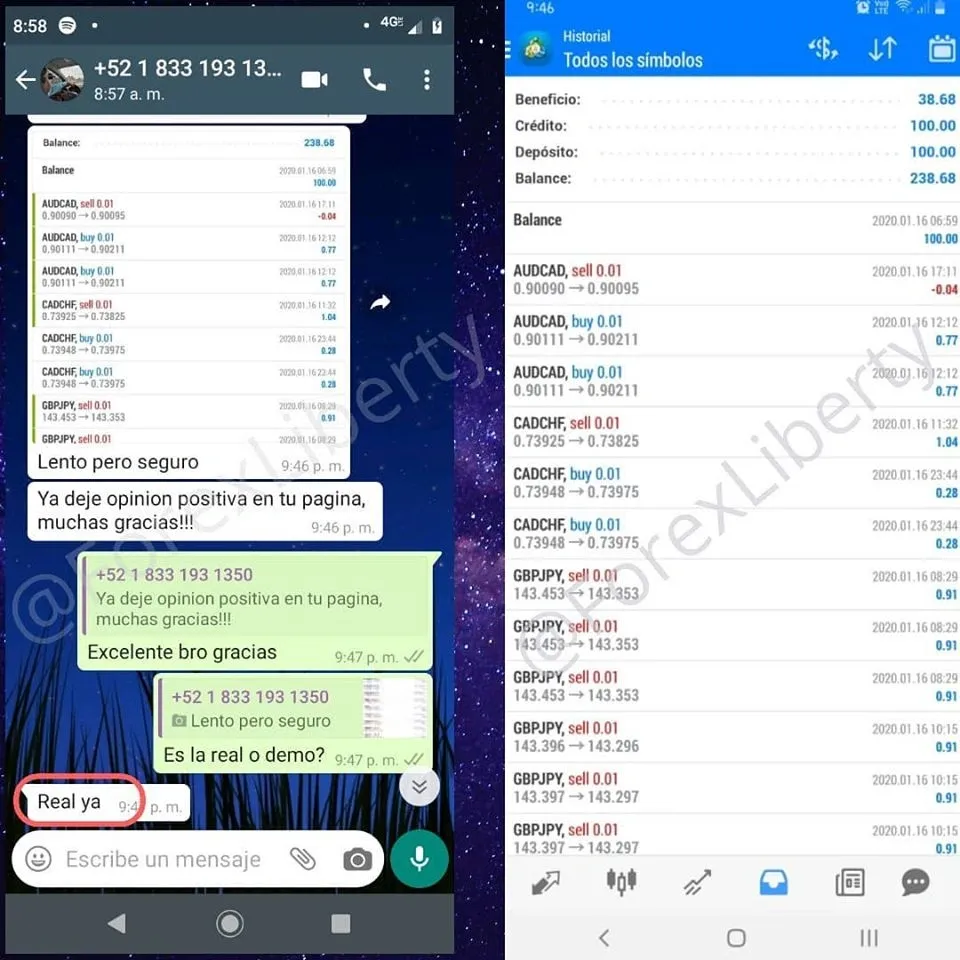 8:58
4G
+52 1 833 193 13...
8:57 a. m.
Balance: 238.68
Balance 2020.01.16 06:59
100.00
AUDCAD, sell 0.01 2020.01.16 17:11
0.90090 → 0.90095 -0.04
AUDCAD, buy 0.01 2020.01.16 12:12
0.90111 → 0.90211 0.77
AUDCAD, buy 0.01 2020.01.16 12:12
0.90111 → 0.90211 0.77
CADCHF, sell 0.01 2020.01.16 11:32
0.73925 → 0.73825 1.04
CADCHF, buy 0.01 2020.01.16 23:44
0.73948 → 0.73975 0.28
CADCHF, buy 0.01 2020.01.16 23:44
0.73948 → 0.73975 0.28
GBPJPY, sell 0.01 2020.01.16 08:29
143.453 → 143.353 0.91
GBPJPY, sell 0.01 2020.01.16 08:29
Lento pero seguro 9:46 p. m.
Ya deje opinion positiva en tu pagina,
muchas gracias!!! 9:46 p. m.
+52 1 833 193 1350
Ya deje opinion positiva en tu pagina,
muchas gracias!!!
Excelente bro gracias 9:47 p. m.
+52 1 833 193 1350
Lento pero seguro
Es la real o demo? 9:47 p. m.
Real ya p. m.
Escribe un mensaje
@ForexLiberty
9:46
Historial
Todos los símbolos
Beneficio: 38.68
Crédito: 100.00
Depósito: 100.00
Balance: 238.68
Balance 2020.01.16 06:59
100.00
AUDCAD, sell 0.01 2020.01.16 17:11
0.90090 → 0.90095 -0.04
AUDCAD, buy 0.01 2020.01.16 12:12
0.90111 → 0.90211 0.77
AUDCAD, buy 0.01 2020.01.16 12:12
0.90111 → 0.90211 0.77
CADCHF, sell 0.01 2020.01.16 11:32
0.73925 → 0.73825 1.04
CADCHF, buy 0.01 2020.01.16 23:44
0.73948 → 0.73975 0.28
CADCHF, buy 0.01 2020.01.16 23:44
0.73948 → 0.73975 0.28
GBPJPY, sell 0.01 2020.01.16 08:29
143.453 → 143.353 0.91
GBPJPY, sell 0.01 2020.01.16 08:29
143.453 → 143.353 0.91
GBPJPY, sell 0.01 2020.01.16 08:29
143.453 → 143.353 0.91
GBPJPY, sell 0.01 2020.01.16 10:15
143.396 → 143.296 0.91
GBPJPY, sell 0.01 2020.01.16 10:15
143.397 → 143.297 0.91
GBPJPY, sell 0.01 2020.01.16 10:15
143.397 → 143.297 0.91
@ForexLiberty